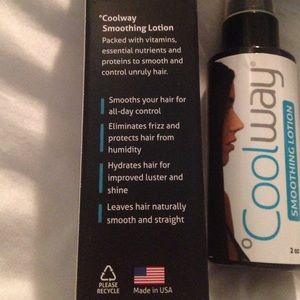 °Coolway
Smoothing Lotion
Packed with vitamins,
essential nutrients and
proteins to smooth and
control unruly hair.
Smooths your hair for
all-day control
Eliminates frizz and
protects hair from
humidity
Hydrates hair for
improved luster and
shine
Leaves hair naturally
smooth and straight
PLEASE
RECYCLE
Made in USA
°Coolway®
SMOOTHING LOTION
2 oz